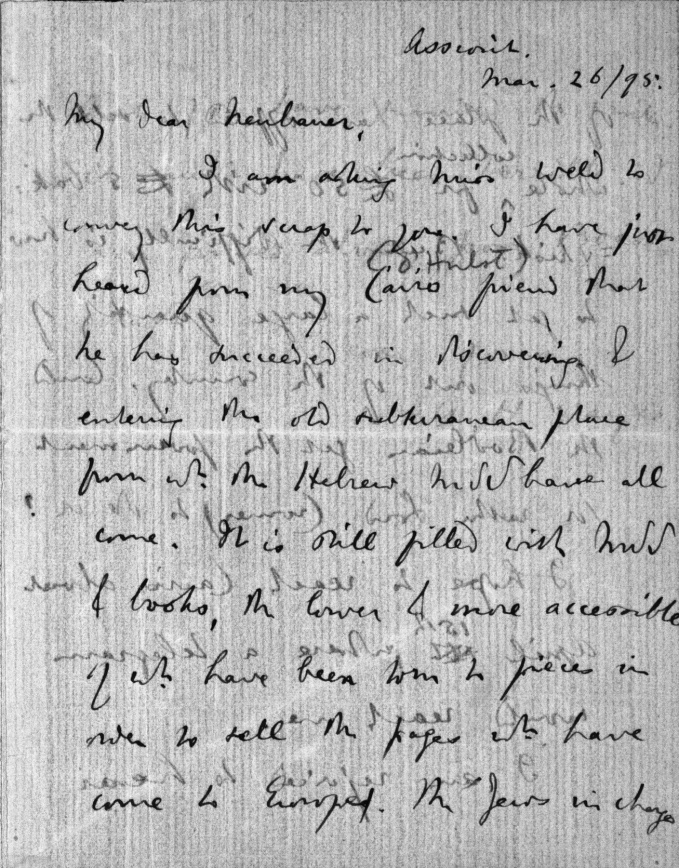 Assiout.
Mar. 26/95.
My dear Neubauer,
I am asking Miss Weld to
convey this scrap to you. I have just
heard from my Cairo friend (C. d'Hulst) that
he has succeeded in discovering &
entering the old subterranean place
from wh. the Hebrew MSS have all
come. It is still filled with MSS
& books, the lower & more accessible
of wh. have been torn to pieces in
order to sell the pages wh. have
come to Europe. The Jews in charge